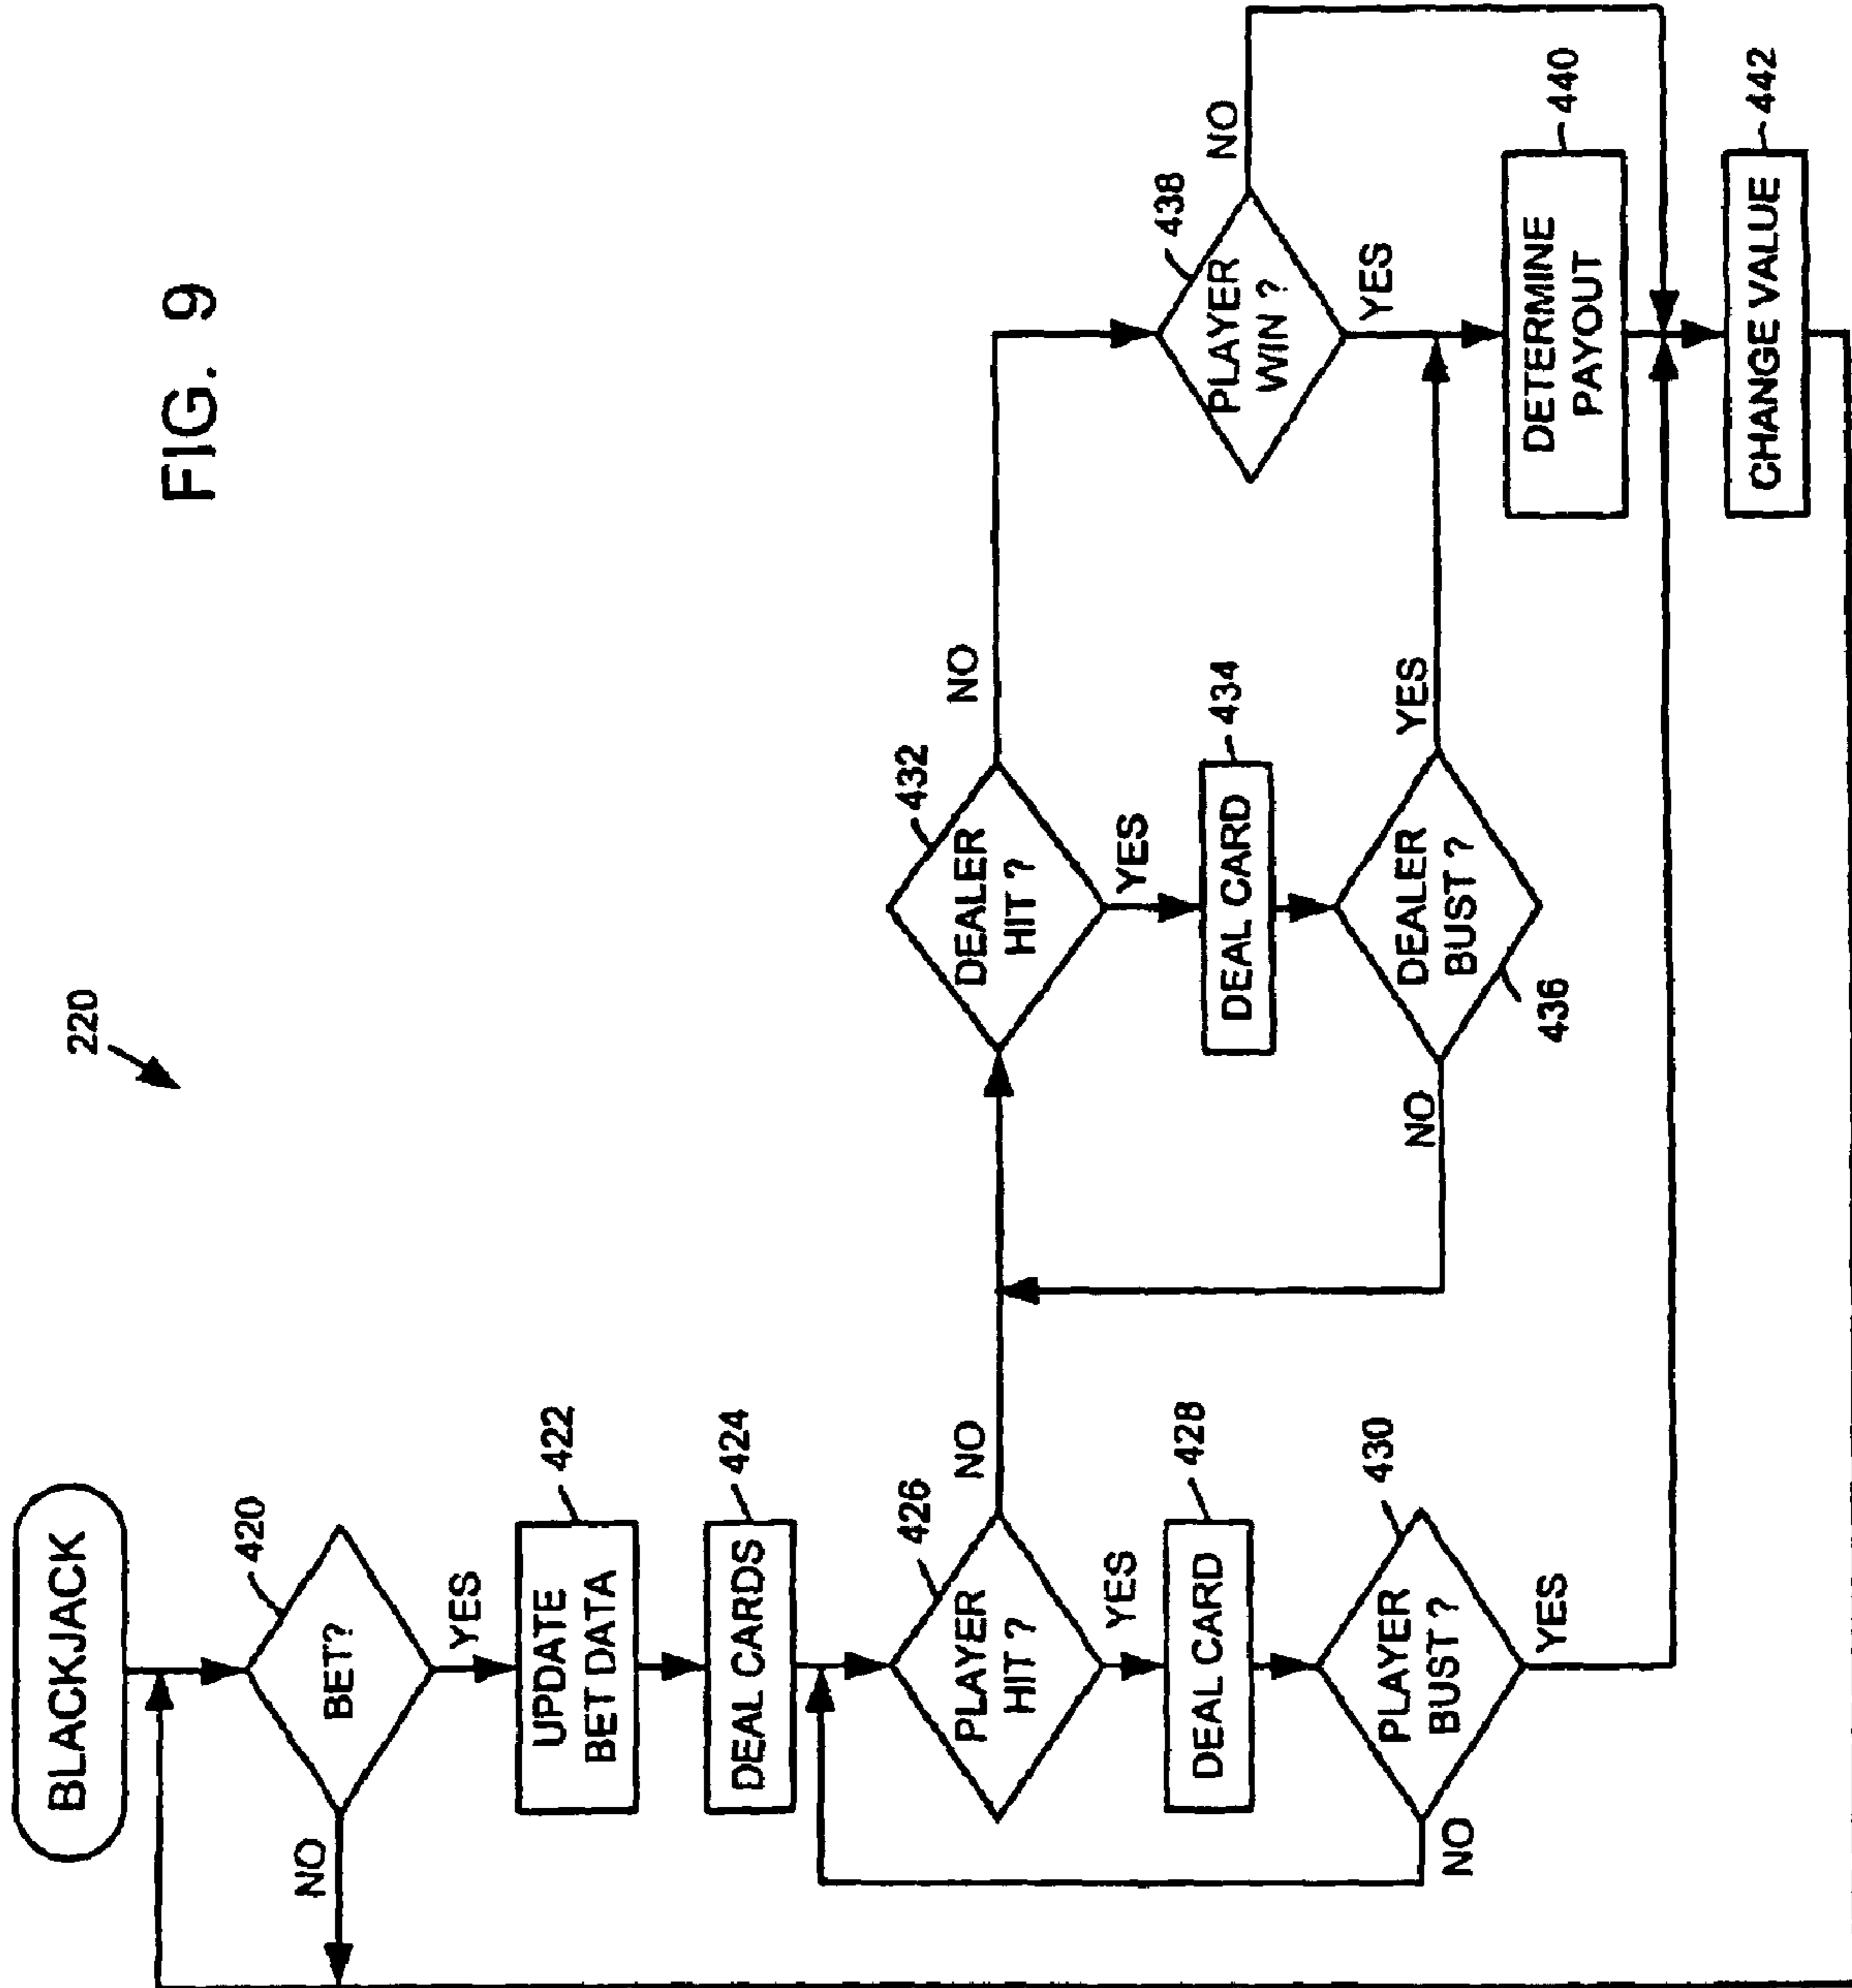 FIG. 9
220
BLACKJACK
420
BET?
NO
YES
UPDATE
BET DATA
422
DEAL CARDS
424
426
PLAYER
HIT ?
NO
YES
DEAL CARD
428
430
PLAYER
BUST ?
NO
YES
432
DEALER
HIT ?
NO
YES
DEAL CARD
434
DEALER
BUST ?
NO
YES
436
438
PLAYER
WIN ?
NO
YES
DETERMINE
PAYOUT
440
CHANGE VALUE
442